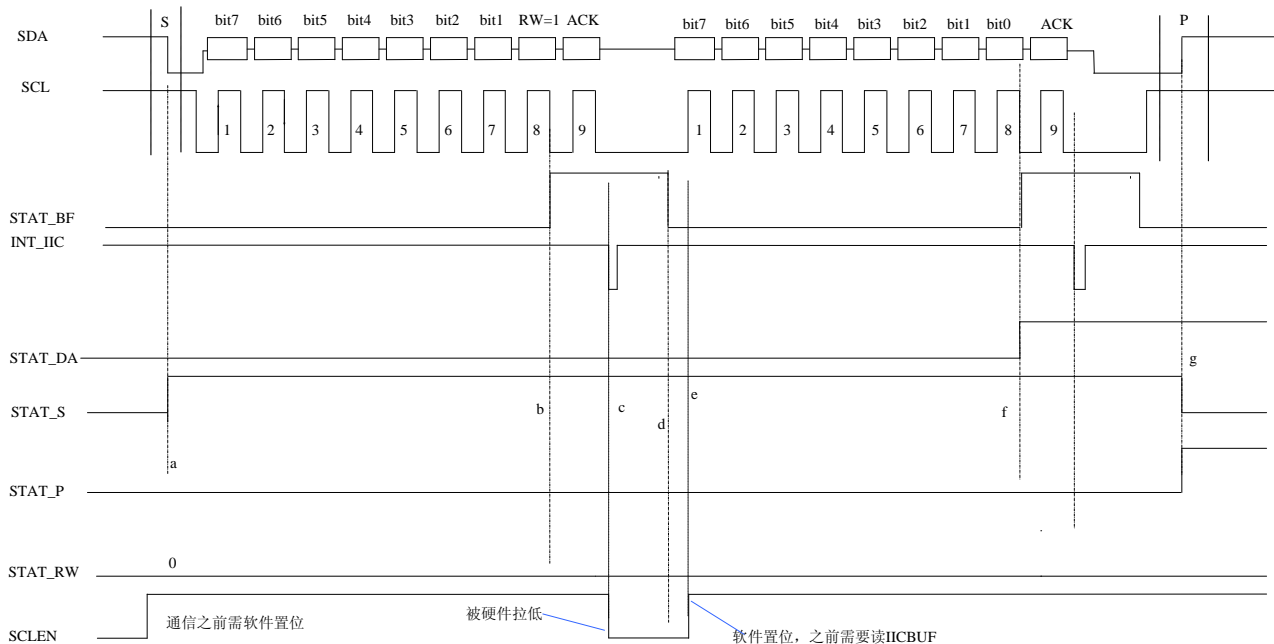 S bit7 bit6 bit5 bit4 bit3 bit2 bit1 RW=1 ACK bit7 bit6 bit5 bit4 bit3 bit2 bit1 bit0 ACK P
SDA
SCL
1 2 3 4 5 6 7 8 9 1 2 3 4 5 6 7 8 9
STAT_BF
INT_IIC
STAT_DA
g
e
STAT_S
b c f
d
a
STAT_P
0
STAT_RW
通信之前需软件置位
被硬件拉低
SCLEN
软件置位，之前需要读IICBUF